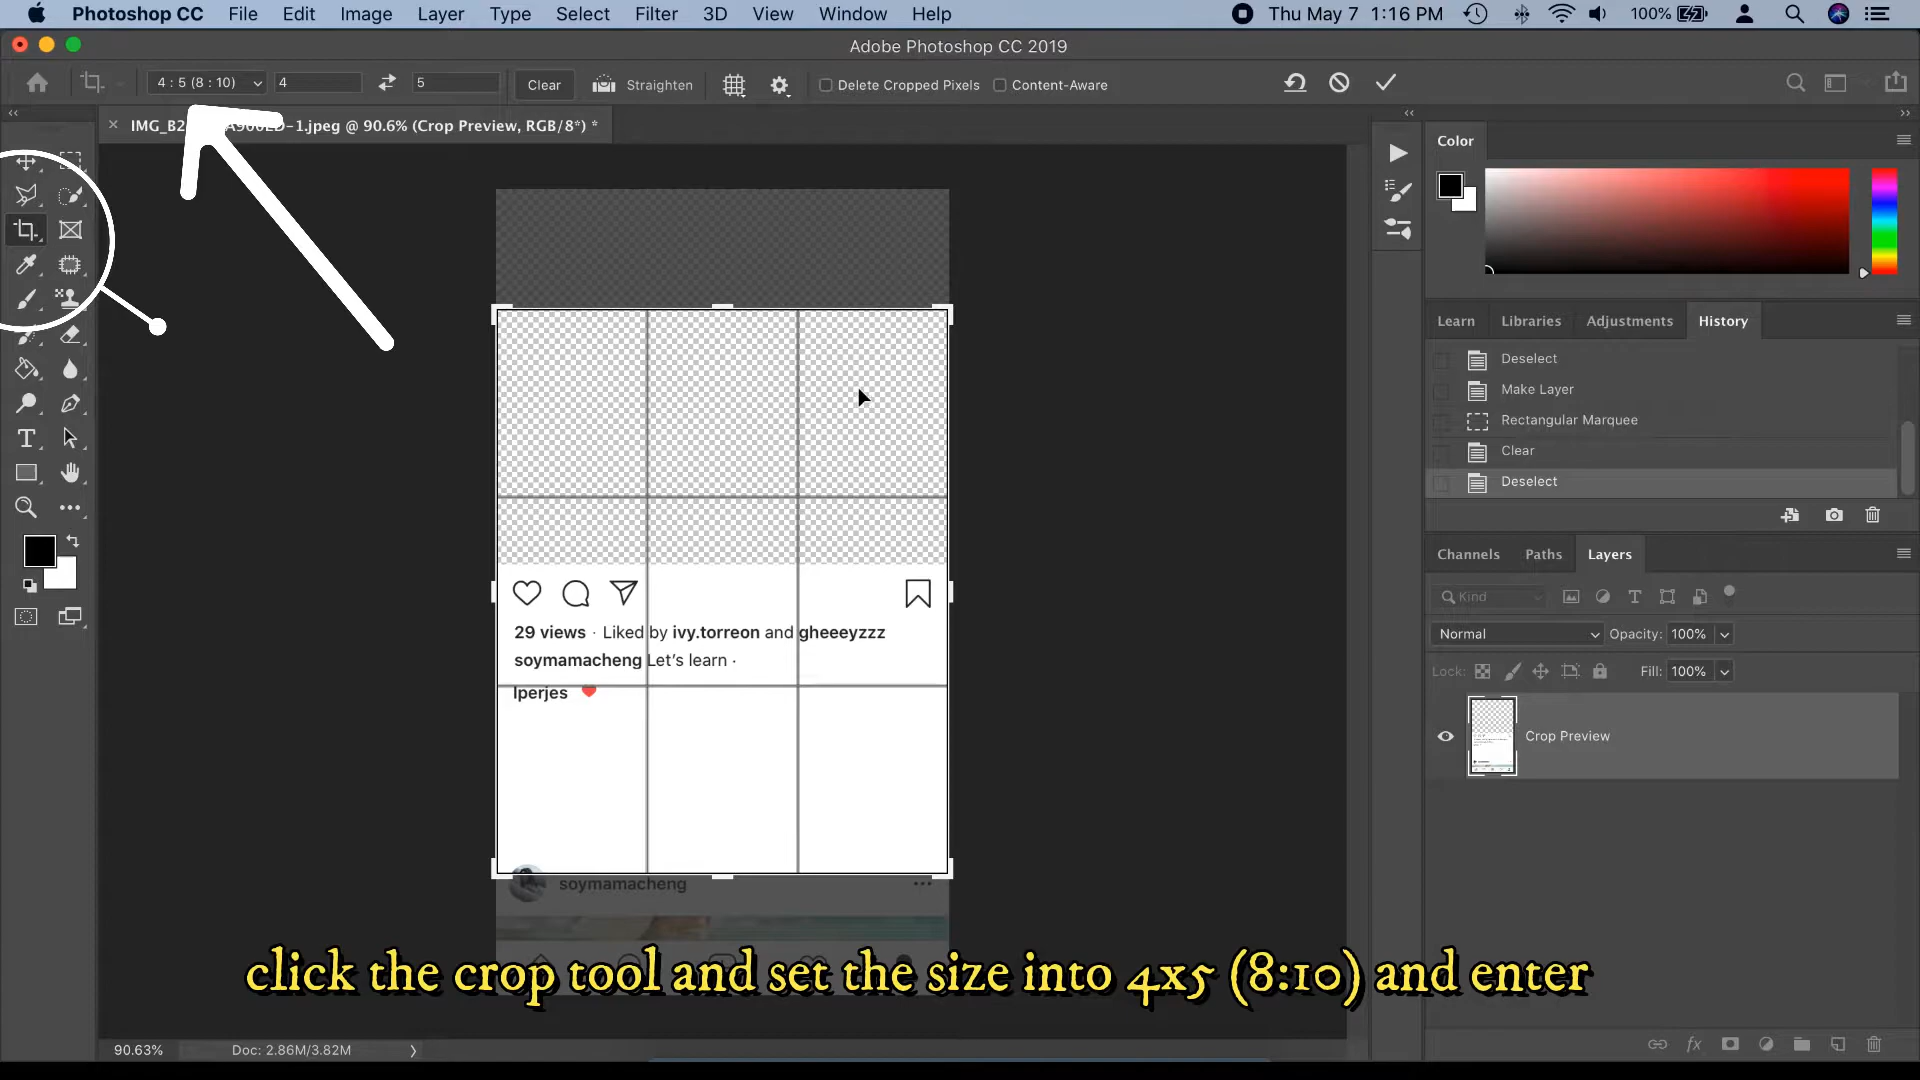 Photoshop CC File Edit Image Layer Type Select Filter 3D View Window Help Thu May 7 1:16 PM 100%
Adobe Photoshop CC 2019
4 : 5 (8 : 10) 4 5 Clear Straighten Delete Cropped Pixels Content-Aware
-1.jpeg @ 90.6% (Crop Preview, RGB/8*) *
Color
Learn Libraries Adjustments History
Deselect
Make Layer
Rectangular Marquee
Clear
Deselect
Channels Paths Layers
Kind
Normal Opacity: 100%
Lock: Fill: 100%
Crop Preview
29 views · Liked by ivy.torreon and gheeeyzzz
soymamacheng Let's learn ·
lperjes
soymamacheng
click the crop tool and set the size into 4x5 (8:10) and enter
90.63% Doc: 2.86M/3.82M